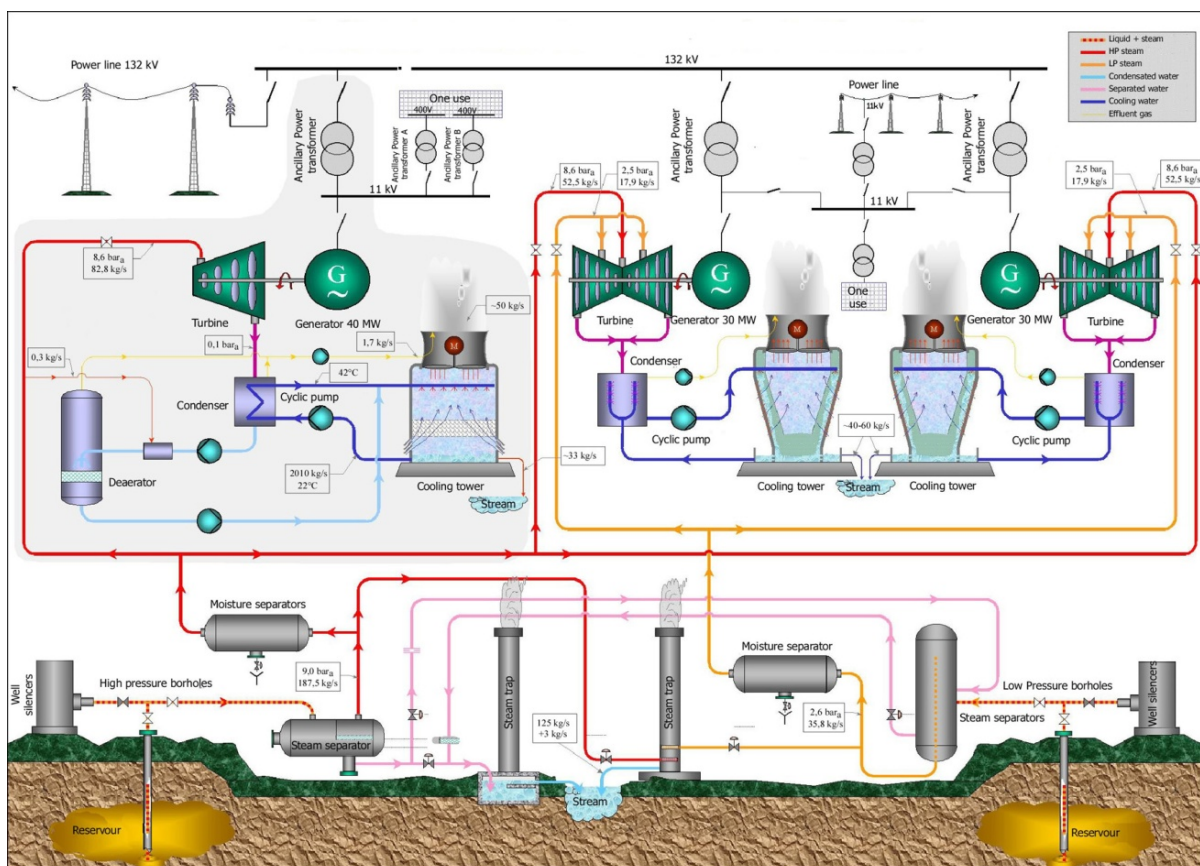 Liquid + steam
HP steam
LP steam
Condensated water
Separated water
Cooling water
Effluent gas
Power line 132 kV
132 kV
One use
400V
400V
Ancillary Power
transformer
Ancillary Power
transformer A
Ancillary Power
transformer B
11 kV
Ancillary Power
transformer
Power line
11kV
Ancillary Power
transformer
11 kV
One
use
8,6 bara
52,5 kg/s
2,5 bara
17,9 kg/s
2,5 bara
17,9 kg/s
8,6 bara
52,5 kg/s
8,6 bara
82,8 kg/s
G
~
G
~
G
~
Turbine
Generator 40 MW
~50 kg/s
Turbine
Generator 30 MW
Generator 30 MW
Turbine
0,1 bara
1,7 kg/s
M
M
M
0,3 kg/s
42°C
Condenser
Cyclic pump
Condenser
Condenser
Cyclic pump
Cyclic pump
2010 kg/s
22°C
Deaerator
Cooling tower
~33 kg/s
Stream
~40-60 kg/s
Cooling tower
Cooling tower
Stream
Moisture separators
Moisture separator
Well
silencers
High pressure borholes
9,0 bara
187,5 kg/s
Steam separator
Steam trap
Steam trap
125 kg/s
+3 kg/s
2,6 bara
35,8 kg/s
Low Pressure borholes
Steam separators
Well silencers
Stream
Reservour
Reservour